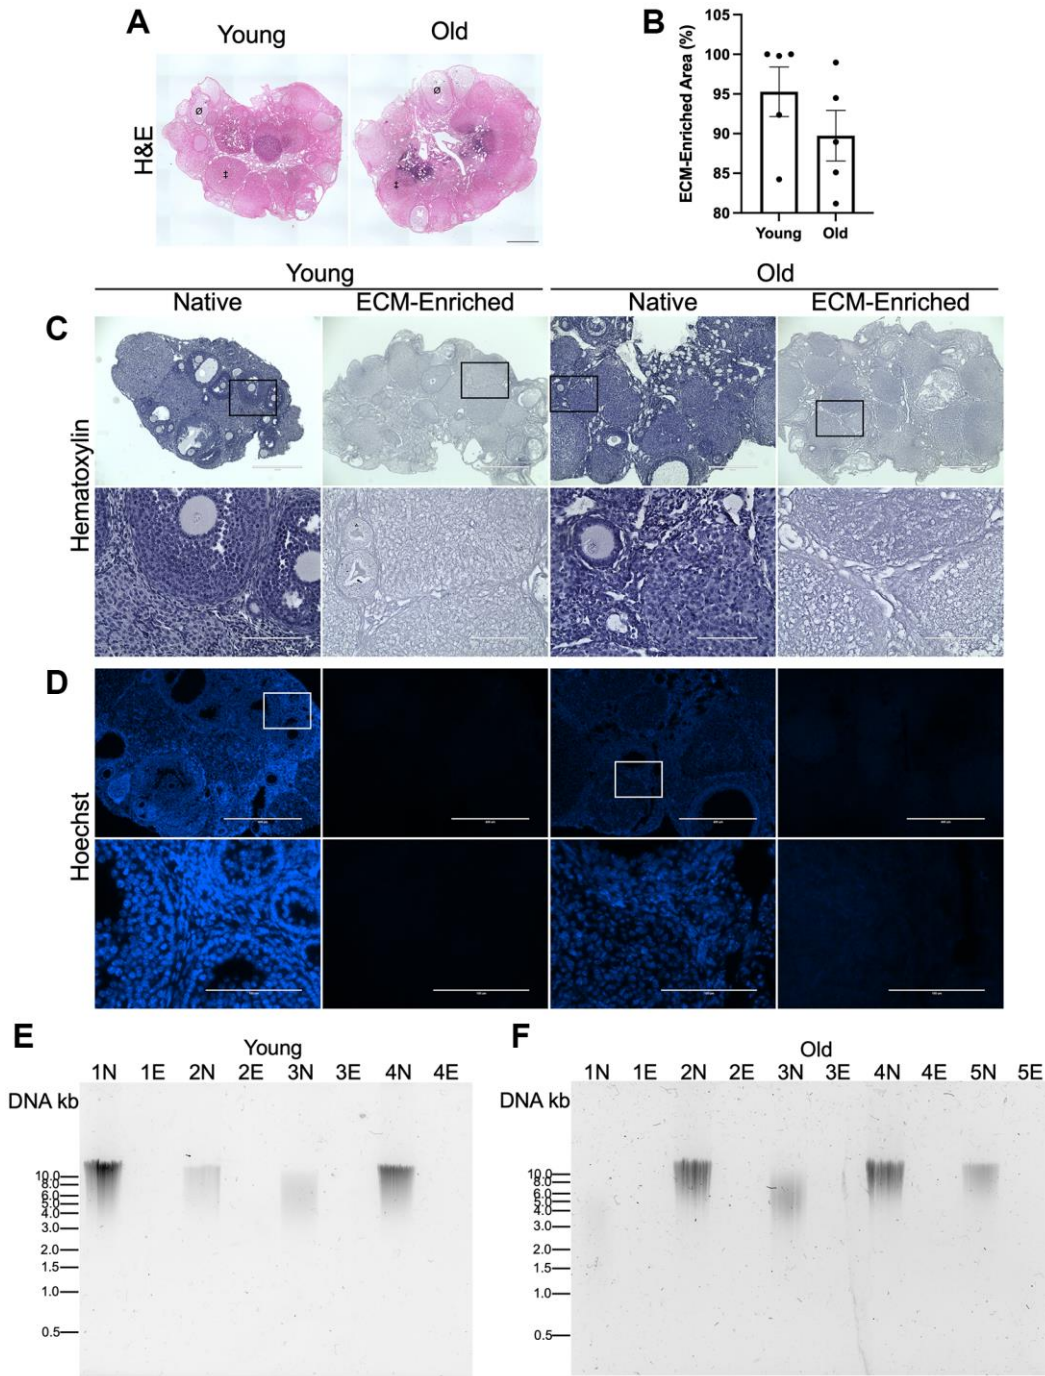 A
Young
Old
H&E
ø
‡
ø
‡
B
ECM-Enriched Area (%)
105
100
95
90
85
80
Young
Old
Young
Old
Native
ECM-Enriched
Native
ECM-Enriched
C
Hematoxylin
D
Hoechst
E
Young
1N 1E 2N 2E 3N 3E 4N 4E
DNA kb
10.0
8.0
6.0
5.0
4.0
3.0
2.0
1.5
1.0
0.5
F
Old
1N 1E 2N 2E 3N 3E 4N 4E 5N 5E
DNA kb
10.0
8.0
6.0
5.0
4.0
3.0
2.0
1.5
1.0
0.5